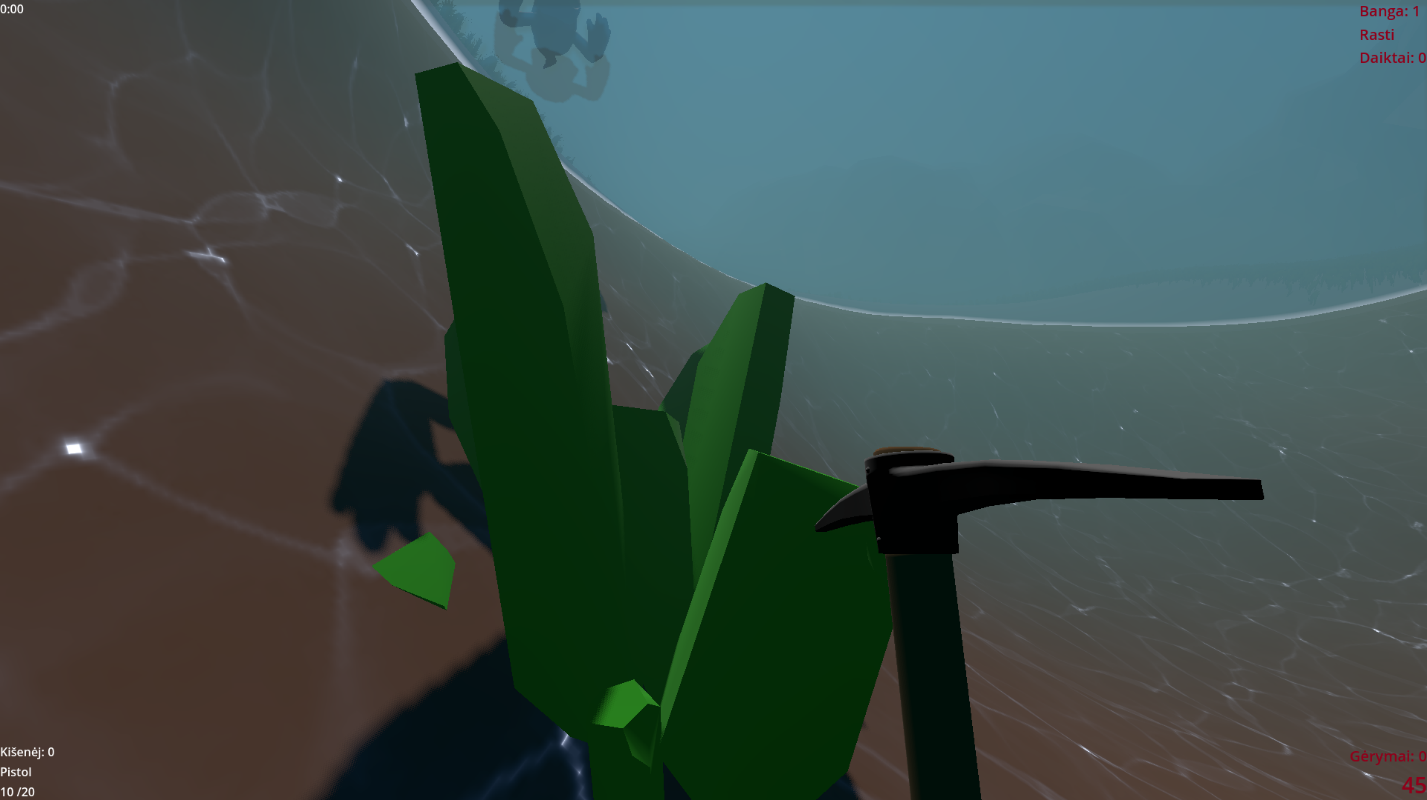 0:00
Banga: 1
Rasti
Daiktai: 0
Kišenėj: 0
Pistol
10 /20
Gėrymai: 0
45